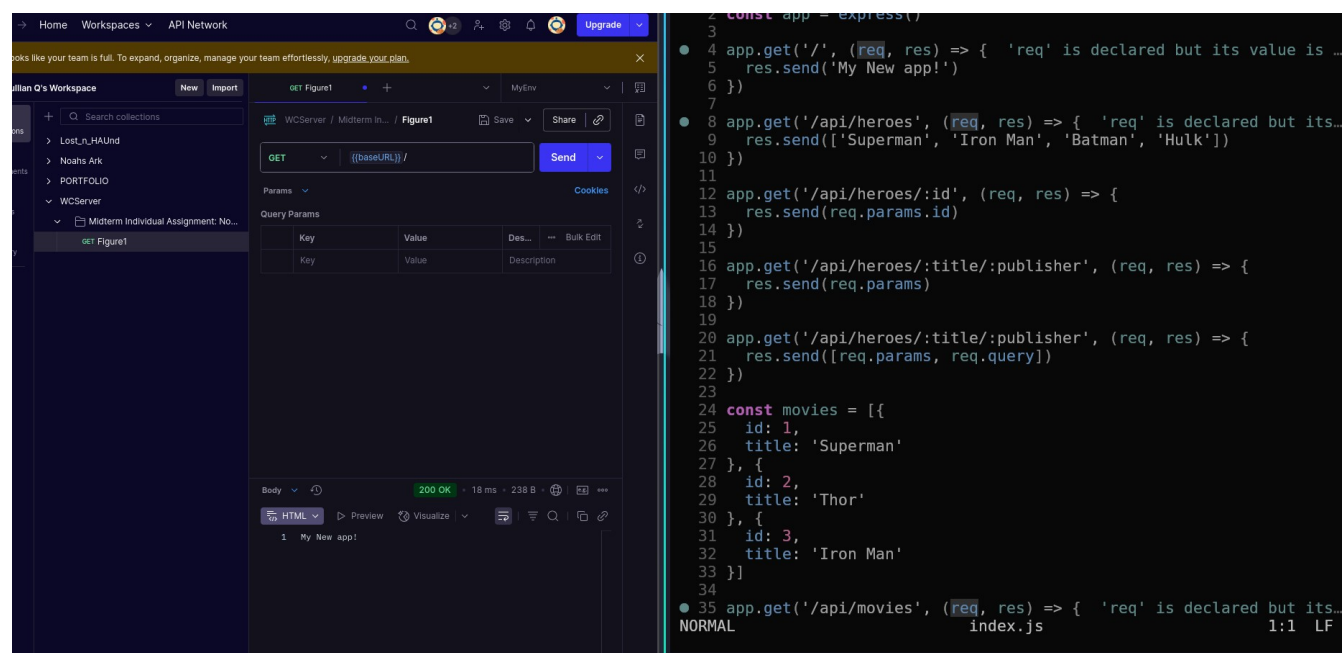 Home Workspaces API Network +2 Upgrade
ooks like your team is full. To expand, organize, manage your team effortlessly, upgrade your plan.
ullian Q's Workspace New Import GET Figure1 MyEnv
Search collections
WCServer / Midterm In... / Figure1 Save Share
ons
Lost_n_HAUnd
Noahs Ark
GET {{baseURL}} / Send
ents
PORTFOLIO
Params Cookies
WCServer
s
Midterm Individual Assignment: No...
Query Params
GET Figure1
Key Value Des... Bulk Edit
y
Key Value Description
Body 200 OK 18 ms 238 B
HTML Preview Visualize
1 My New app!
2 const app = express()
3
4 app.get('/', (req, res) => { 'req' is declared but its value is …
5 res.send('My New app!')
6 })
7
8 app.get('/api/heroes', (req, res) => { 'req' is declared but its…
9 res.send(['Superman', 'Iron Man', 'Batman', 'Hulk'])
10 })
11
12 app.get('/api/heroes/:id', (req, res) => {
13 res.send(req.params.id)
14 })
15
16 app.get('/api/heroes/:title/:publisher', (req, res) => {
17 res.send(req.params)
18 })
19
20 app.get('/api/heroes/:title/:publisher', (req, res) => {
21 res.send([req.params, req.query])
22 })
23
24 const movies = [{
25 id: 1,
26 title: 'Superman'
27 }, {
28 id: 2,
29 title: 'Thor'
30 }, {
31 id: 3,
32 title: 'Iron Man'
33 }]
34
35 app.get('/api/movies', (req, res) => { 'req' is declared but its…
NORMAL index.js 1:1 LF